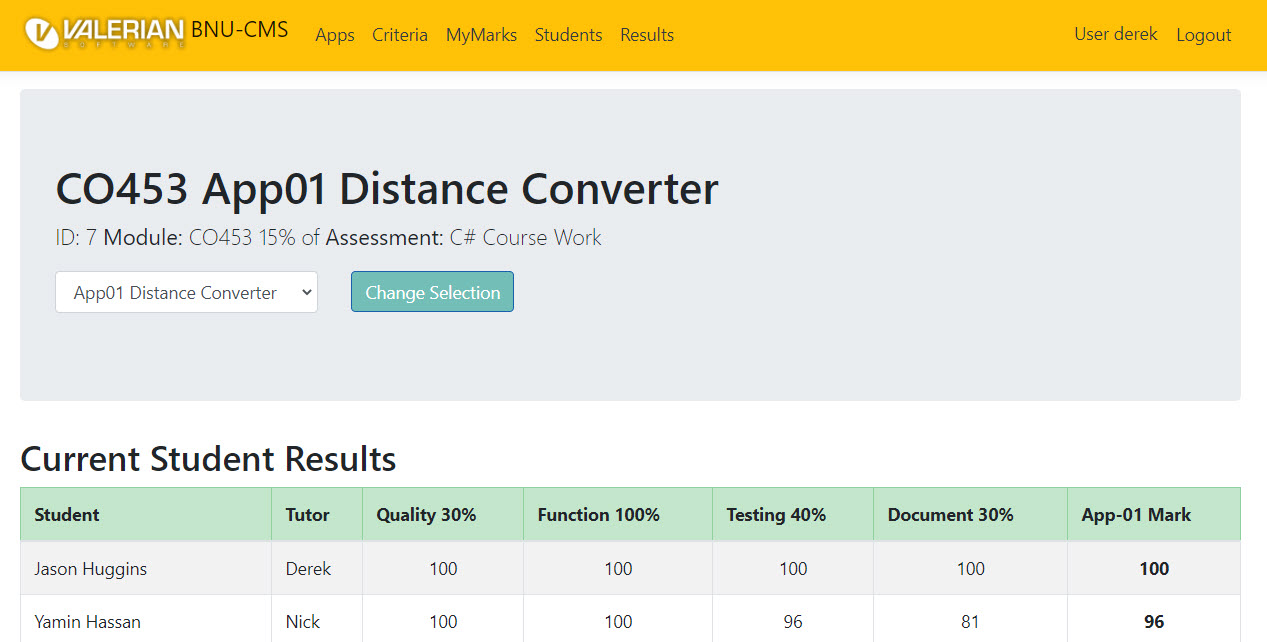 VALERIAN BNU-CMS Apps Criteria MyMarks Students Results User derek Logout
SOFTWARE
CO453 App01 Distance Converter
ID: 7 Module: CO453 15% of Assessment: C# Course Work
App01 Distance Converter Change Selection
Current Student Results
Student Tutor Quality 30% Function 100% Testing 40% Document 30% App-01 Mark
Jason Huggins Derek 100 100 100 100 100
Yamin Hassan Nick 100 100 96 81 96